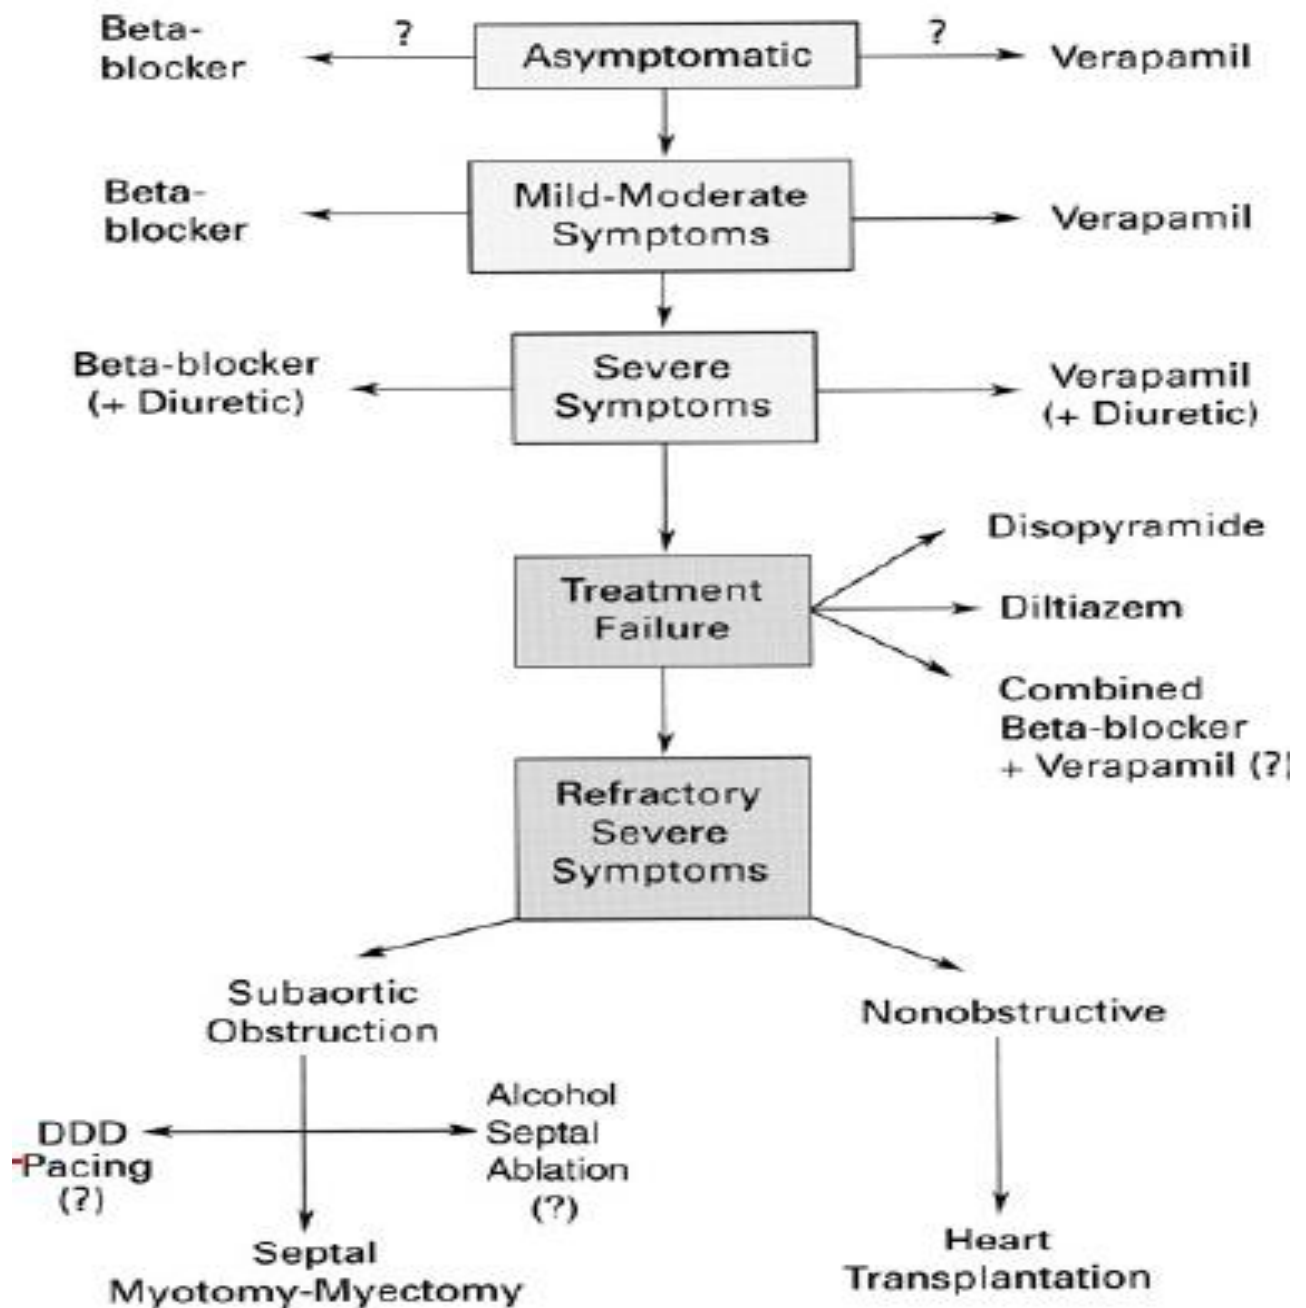 Beta-
blocker
?
Asymptomatic
?
Verapamil
Beta-
blocker
Mild-Moderate
Symptoms
Verapamil
Beta-blocker
(+ Diuretic)
Severe
Symptoms
Verapamil
(+ Diuretic)
Treatment
Failure
Disopyramide
Diltiazem
Combined
Beta-blocker
+ Verapamil (?)
Refractory
Severe
Symptoms
Subaortic
Obstruction
Nonobstructive
DDD
Pacing
(?)
Alcohol
Septal
Ablation
(?)
Septal
Myotomy-Myectomy
Heart
Transplantation